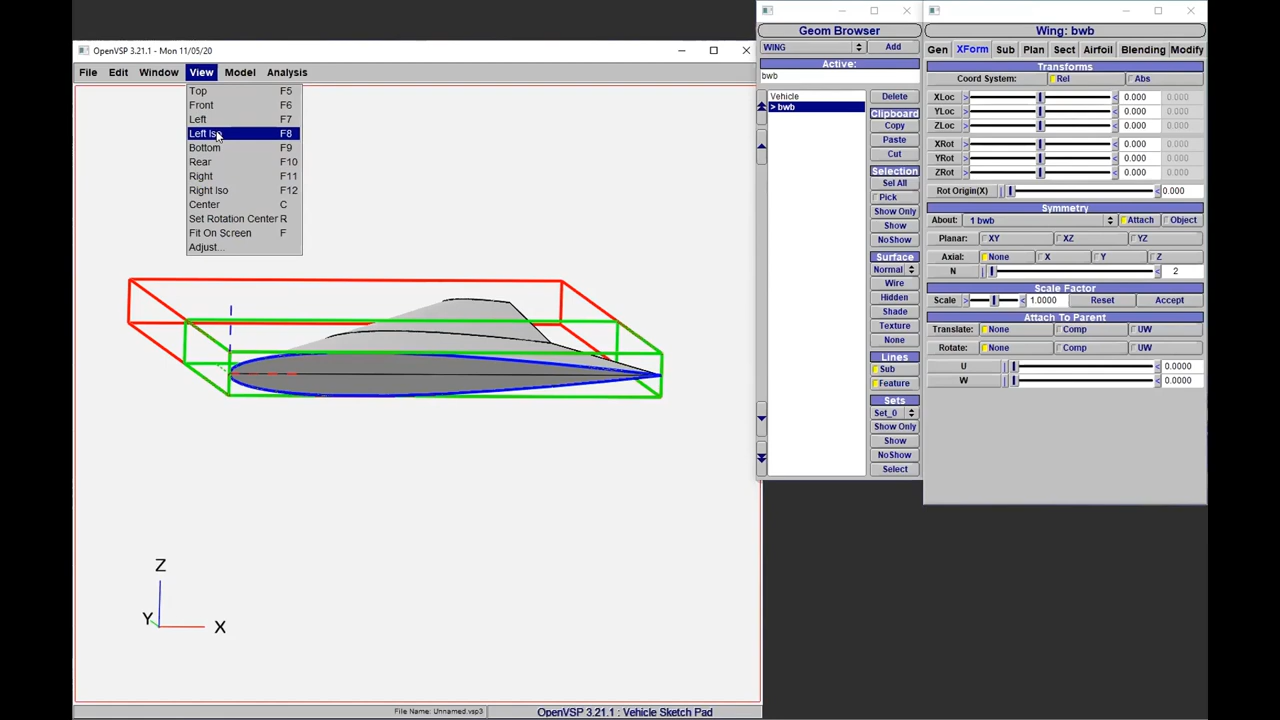 OpenVSP 3.21.1 - Mon 11/05/20
File Edit Window View Model Analysis
Top F5
Front F6
Left F7
Left Iso F8
Bottom F9
Rear F10
Right F11
Right Iso F12
Center C
Set Rotation Center R
Fit On Screen F
Adjust...
Z
Y
X
File Name: Unnamed.vsp3
OpenVSP 3.21.1 : Vehicle Sketch Pad
Geom Browser
WING Add
Active:
bwb
Vehicle
> bwb
Delete
Clipboard
Copy
Paste
Cut
Selection
Sel All
Pick
Show Only
Show
NoShow
Surface
Normal
Wire
Hidden
Shade
Texture
None
Lines
Sub
Feature
Sets
Set_0
Show Only
Show
NoShow
Select
Wing: bwb
Gen XForm Sub Plan Sect Airfoil Blending Modify
Transforms
Coord System: Rel Abs
XLoc > < 0.000 0.000
YLoc > < 0.000 0.000
ZLoc > < 0.000 0.000
XRot > < 0.000 0.000
YRot > < 0.000 0.000
ZRot > < 0.000 0.000
Rot Origin(X) | < 0.000
Symmetry
About: 1 bwb Attach Object
Planar: XY XZ YZ
Axial: None X Y Z
N | < 2
Scale Factor
Scale > < 1.0000 Reset Accept
Attach To Parent
Translate: None Comp UW
Rotate: None Comp UW
U | < 0.0000
W | < 0.0000